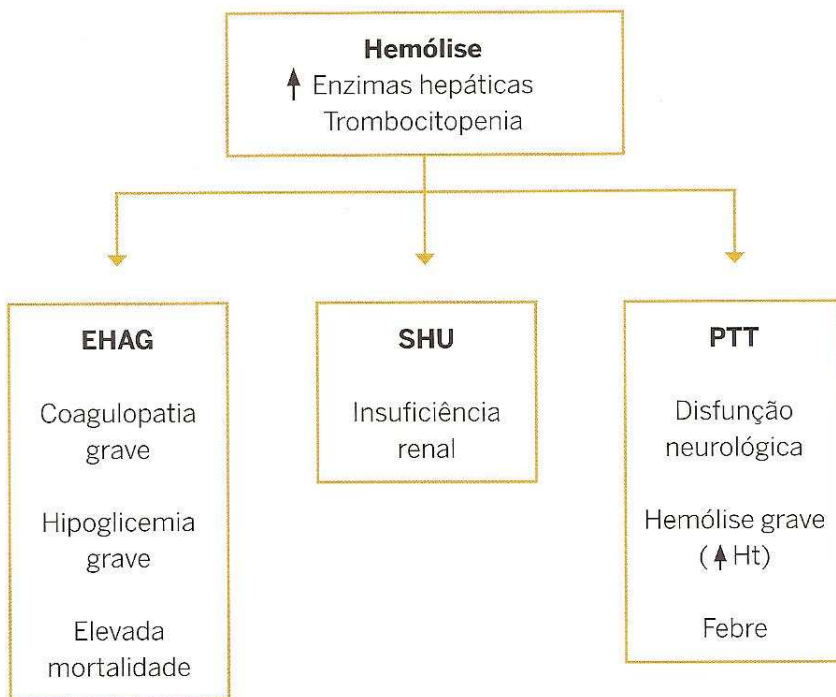 Hemólise
↑ Enzimas hepáticas
Trombocitopenia
EHAG
Coagulopatia
grave
Hipoglicemia
grave
Elevada
mortalidade
SHU
Insuficiência
renal
PTT
Disfunção
neurológica
Hemólise grave
(↑Ht)
Febre